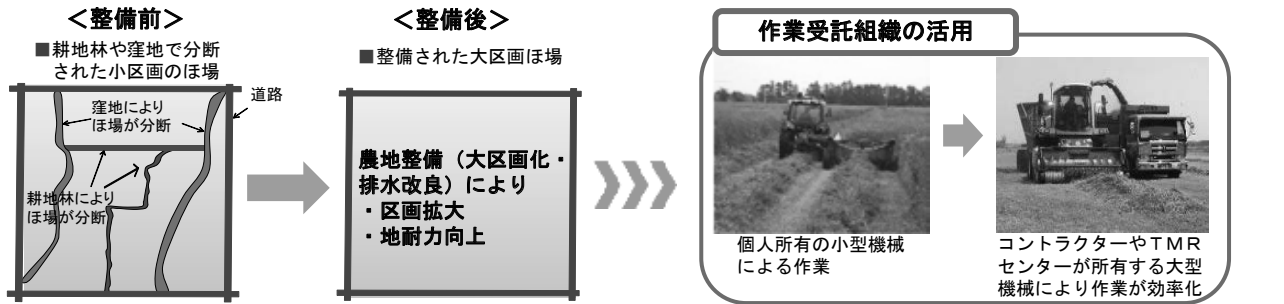 ＜整備前＞
■耕地林や窪地で分断
された小区画のほ場
窪地により
ほ場が分断
道路
耕地林により
ほ場が分断
＜整備後＞
■整備された大区画ほ場
農地整備（大区画化・
排水改良）により
・区画拡大
・地耐力向上
作業受託組織の活用
個人所有の小型機械
による作業
コントラクターやＴＭＲ
センターが所有する大型
機械により作業が効率化